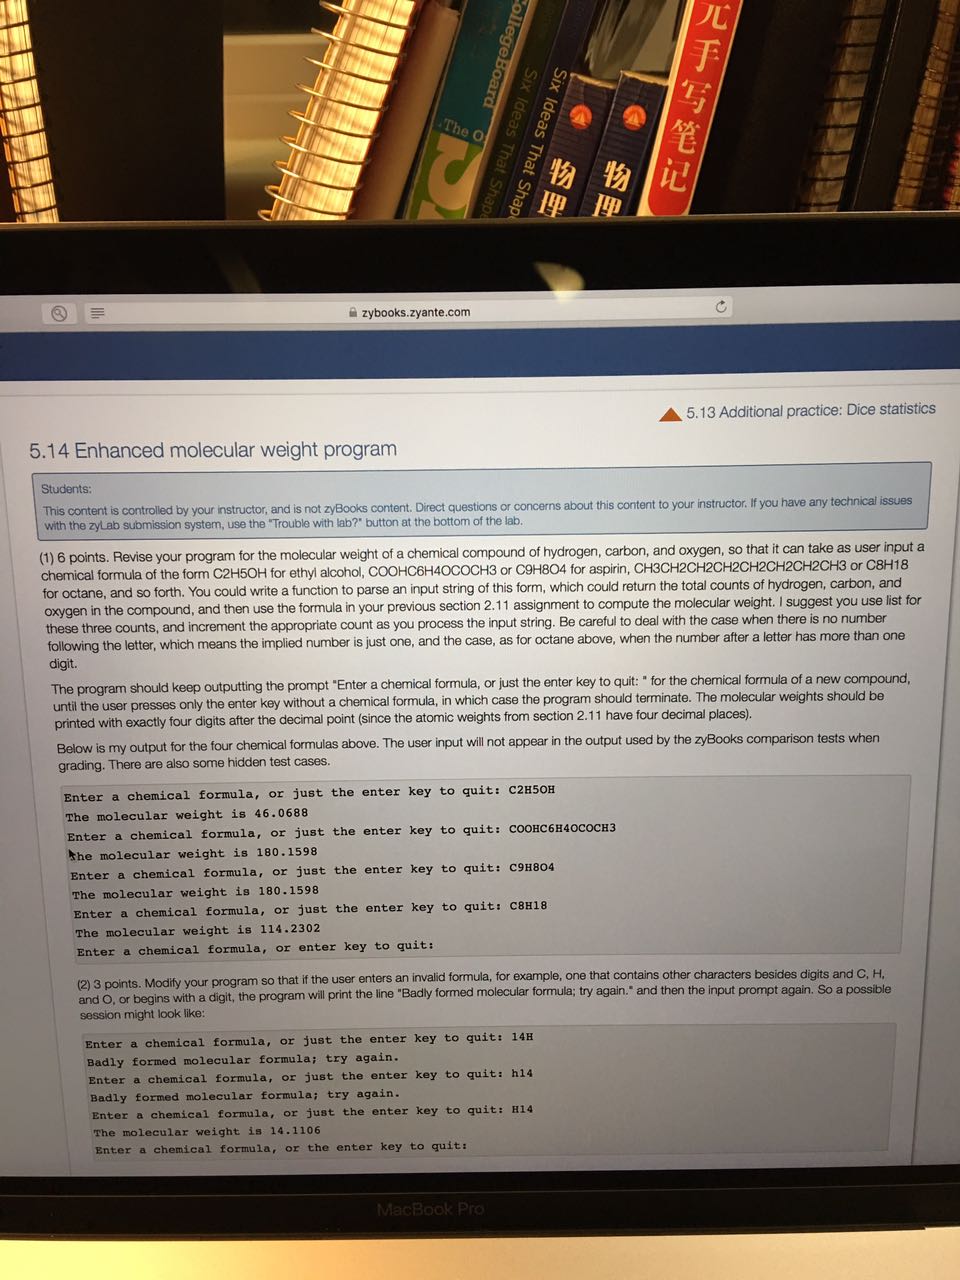 CollegeBoard
The O
Six Ideas That Shape
Six Ideas That Shap
物理
物理
元手写笔记
zybooks.zyante.com
5.13 Additional practice: Dice statistics
5.14 Enhanced molecular weight program
Students:
This content is controlled by your instructor, and is not zyBooks content. Direct questions or concerns about this content to your instructor. If you have any technical issues
with the zyLab submission system, use the "Trouble with lab?" button at the bottom of the lab.
(1) 6 points. Revise your program for the molecular weight of a chemical compound of hydrogen, carbon, and oxygen, so that it can take as user input a
chemical formula of the form C2H5OH for ethyl alcohol, COOHC6H4OCOCH3 or C9H8O4 for aspirin, CH3CH2CH2CH2CH2CH2CH2CH3 or C8H18
for octane, and so forth. You could write a function to parse an input string of this form, which could return the total counts of hydrogen, carbon, and
oxygen in the compound, and then use the formula in your previous section 2.11 assignment to compute the molecular weight. I suggest you use list for
these three counts, and increment the appropriate count as you process the input string. Be careful to deal with the case when there is no number
following the letter, which means the implied number is just one, and the case, as for octane above, when the number after a letter has more than one
digit.
The program should keep outputting the prompt "Enter a chemical formula, or just the enter key to quit: " for the chemical formula of a new compound,
until the user presses only the enter key without a chemical formula, in which case the program should terminate. The molecular weights should be
printed with exactly four digits after the decimal point (since the atomic weights from section 2.11 have four decimal places).
Below is my output for the four chemical formulas above. The user input will not appear in the output used by the zyBooks comparison tests when
grading. There are also some hidden test cases.
Enter a chemical formula, or just the enter key to quit: C2H5OH
The molecular weight is 46.0688
Enter a chemical formula, or just the enter key to quit: COOHC6H4OCOCH3
The molecular weight is 180.1598
Enter a chemical formula, or just the enter key to quit: C9H8O4
The molecular weight is 180.1598
Enter a chemical formula, or just the enter key to quit: C8H18
The molecular weight is 114.2302
Enter a chemical formula, or enter key to quit:
(2) 3 points. Modify your program so that if the user enters an invalid formula, for example, one that contains other characters besides digits and C, H,
and O, or begins with a digit, the program will print the line "Badly formed molecular formula; try again." and then the input prompt again. So a possible
session might look like:
Enter a chemical formula, or just the enter key to quit: 14H
Badly formed molecular formula; try again.
Enter a chemical formula, or just the enter key to quit: h14
Badly formed molecular formula; try again.
Enter a chemical formula, or just the enter key to quit: H14
The molecular weight is 14.1106
Enter a chemical formula, or the enter key to quit:
MacBook Pro